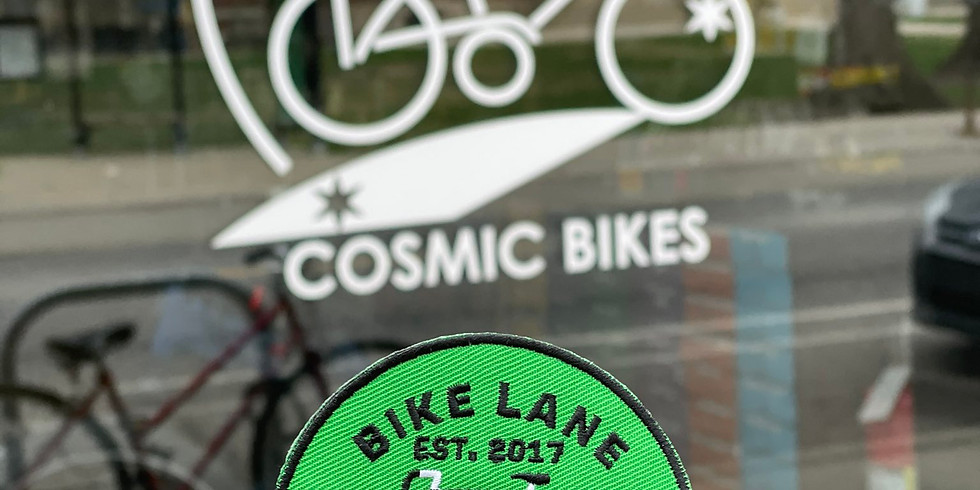 COSMIC BIKES
BIKE LANE
EST. 2017